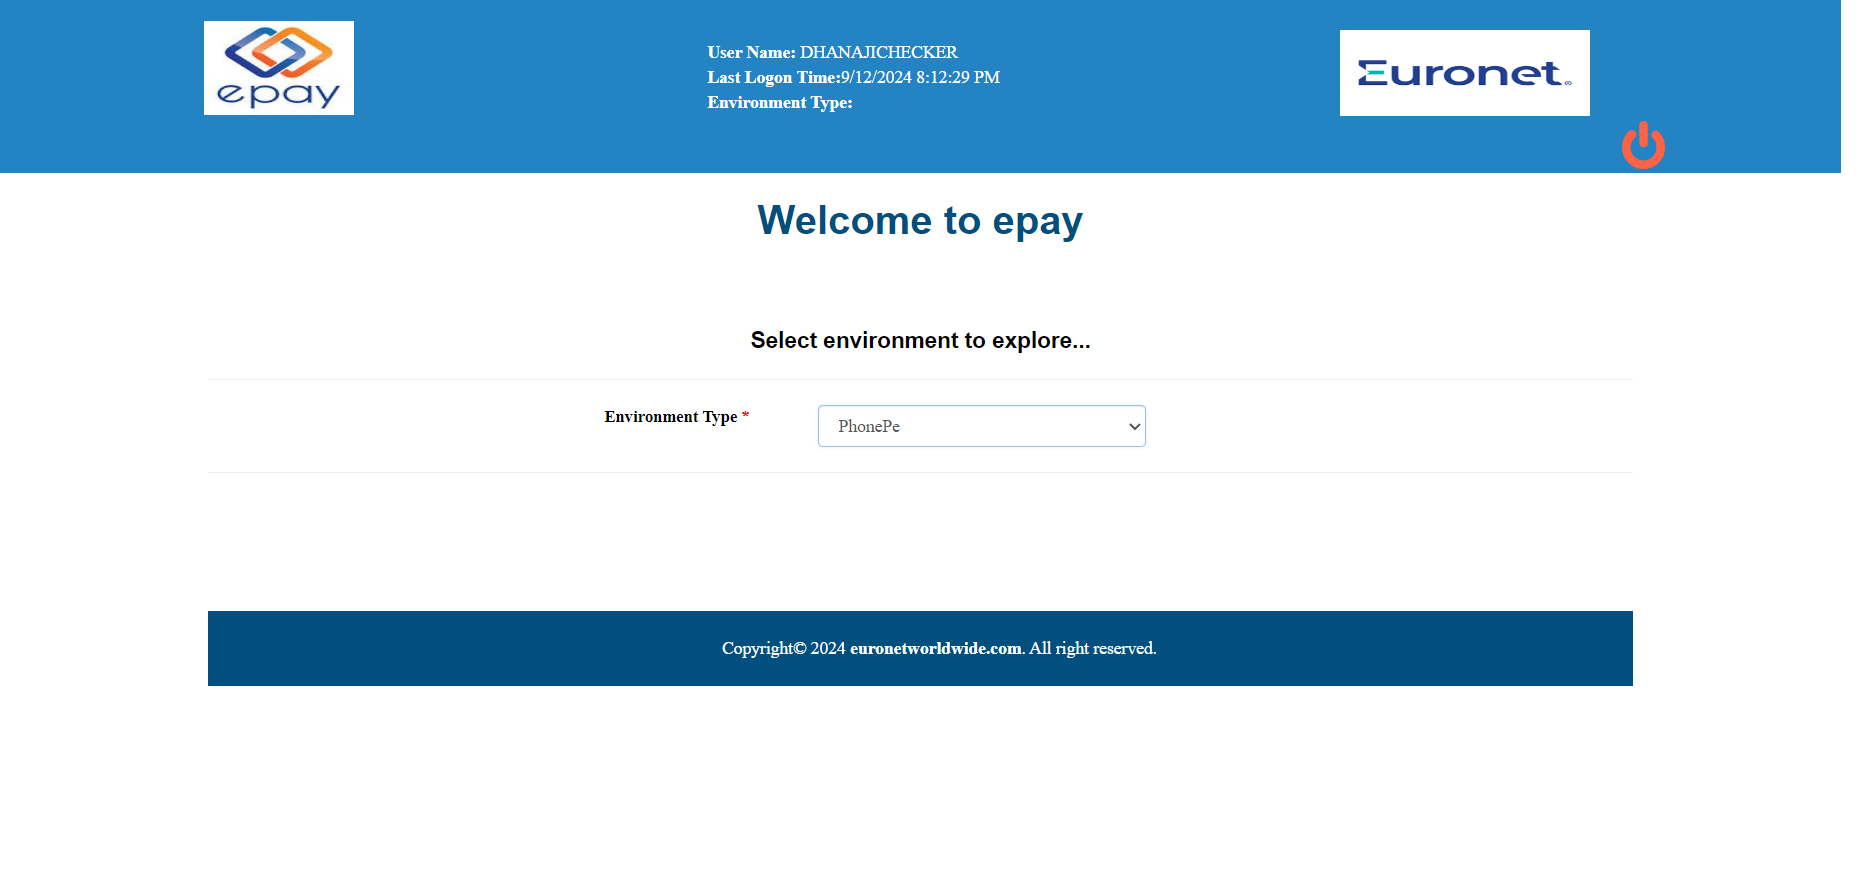 epay
User Name: DHANAJICHECKER
Last Logon Time:9/12/2024 8:12:29 PM
Environment Type:
Euronet®
Welcome to epay
Select environment to explore...
Environment Type *
PhonePe
Copyright© 2024 euronetworldwide.com. All right reserved.